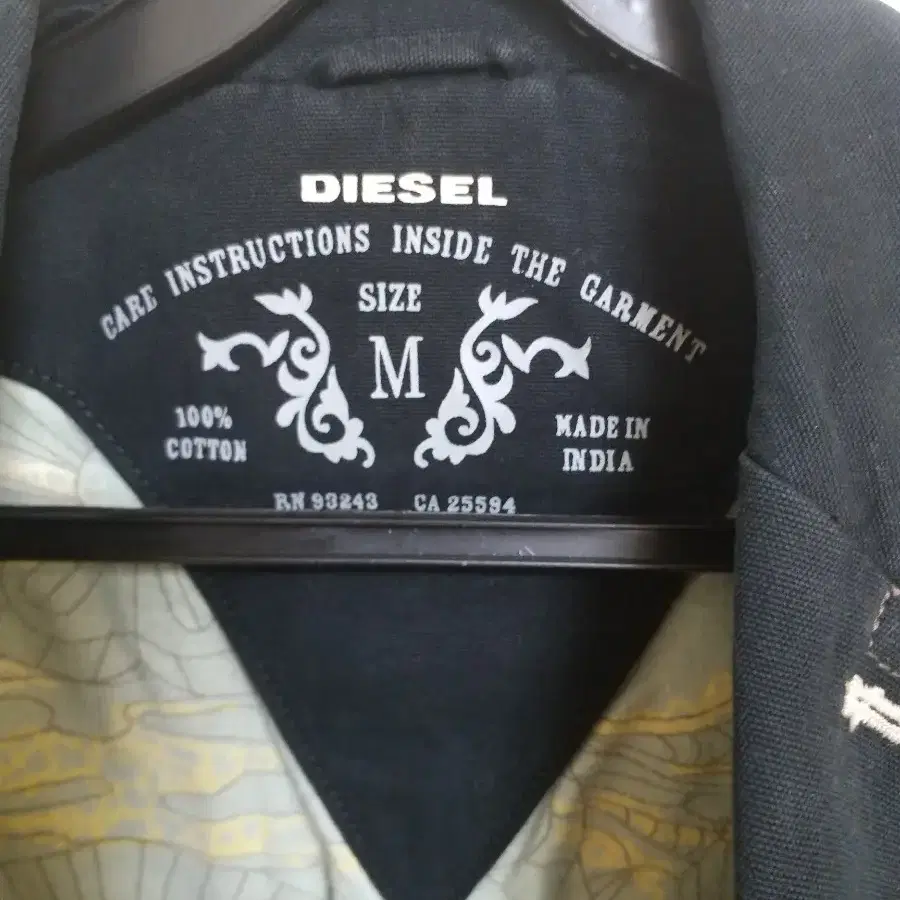 DIESEL
CARE INSTRUCTIONS INSIDE THE GARMENT
SIZE
M
100%
COTTON
MADE IN
INDIA
RN 93243 CA 25594